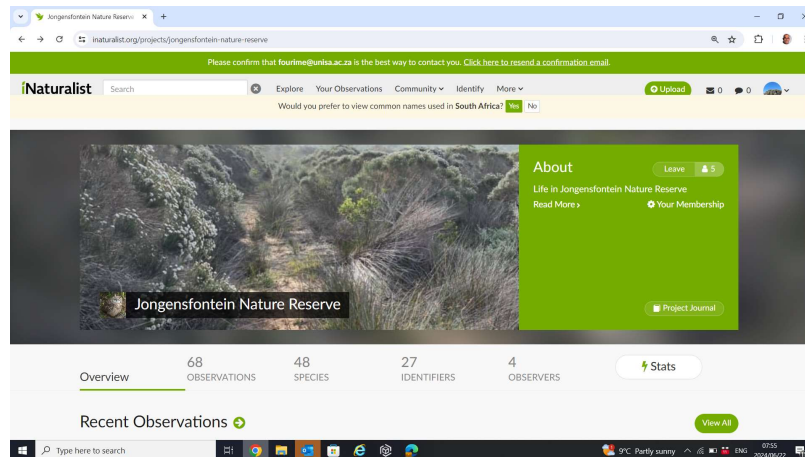 Jongensfontein Nature Reserve
inaturalist.org/projects/jongensfontein-nature-reserve
Please confirm that fourime@unisa.ac.za is the best way to contact you. Click here to resend a confirmation email.
iNaturalist Search Explore Your Observations Community Identify More Upload 0 0
Would you prefer to view common names used in South Africa? Yes No
About Leave 5
Life in Jongensfontein Nature Reserve
Read More > Your Membership
Jongensfontein Nature Reserve
Project Journal
68 48 27 4
Overview OBSERVATIONS SPECIES IDENTIFIERS OBSERVERS Stats
Recent Observations View All
Type here to search 9°C Partly sunny ENG 07:55
2024/06/22